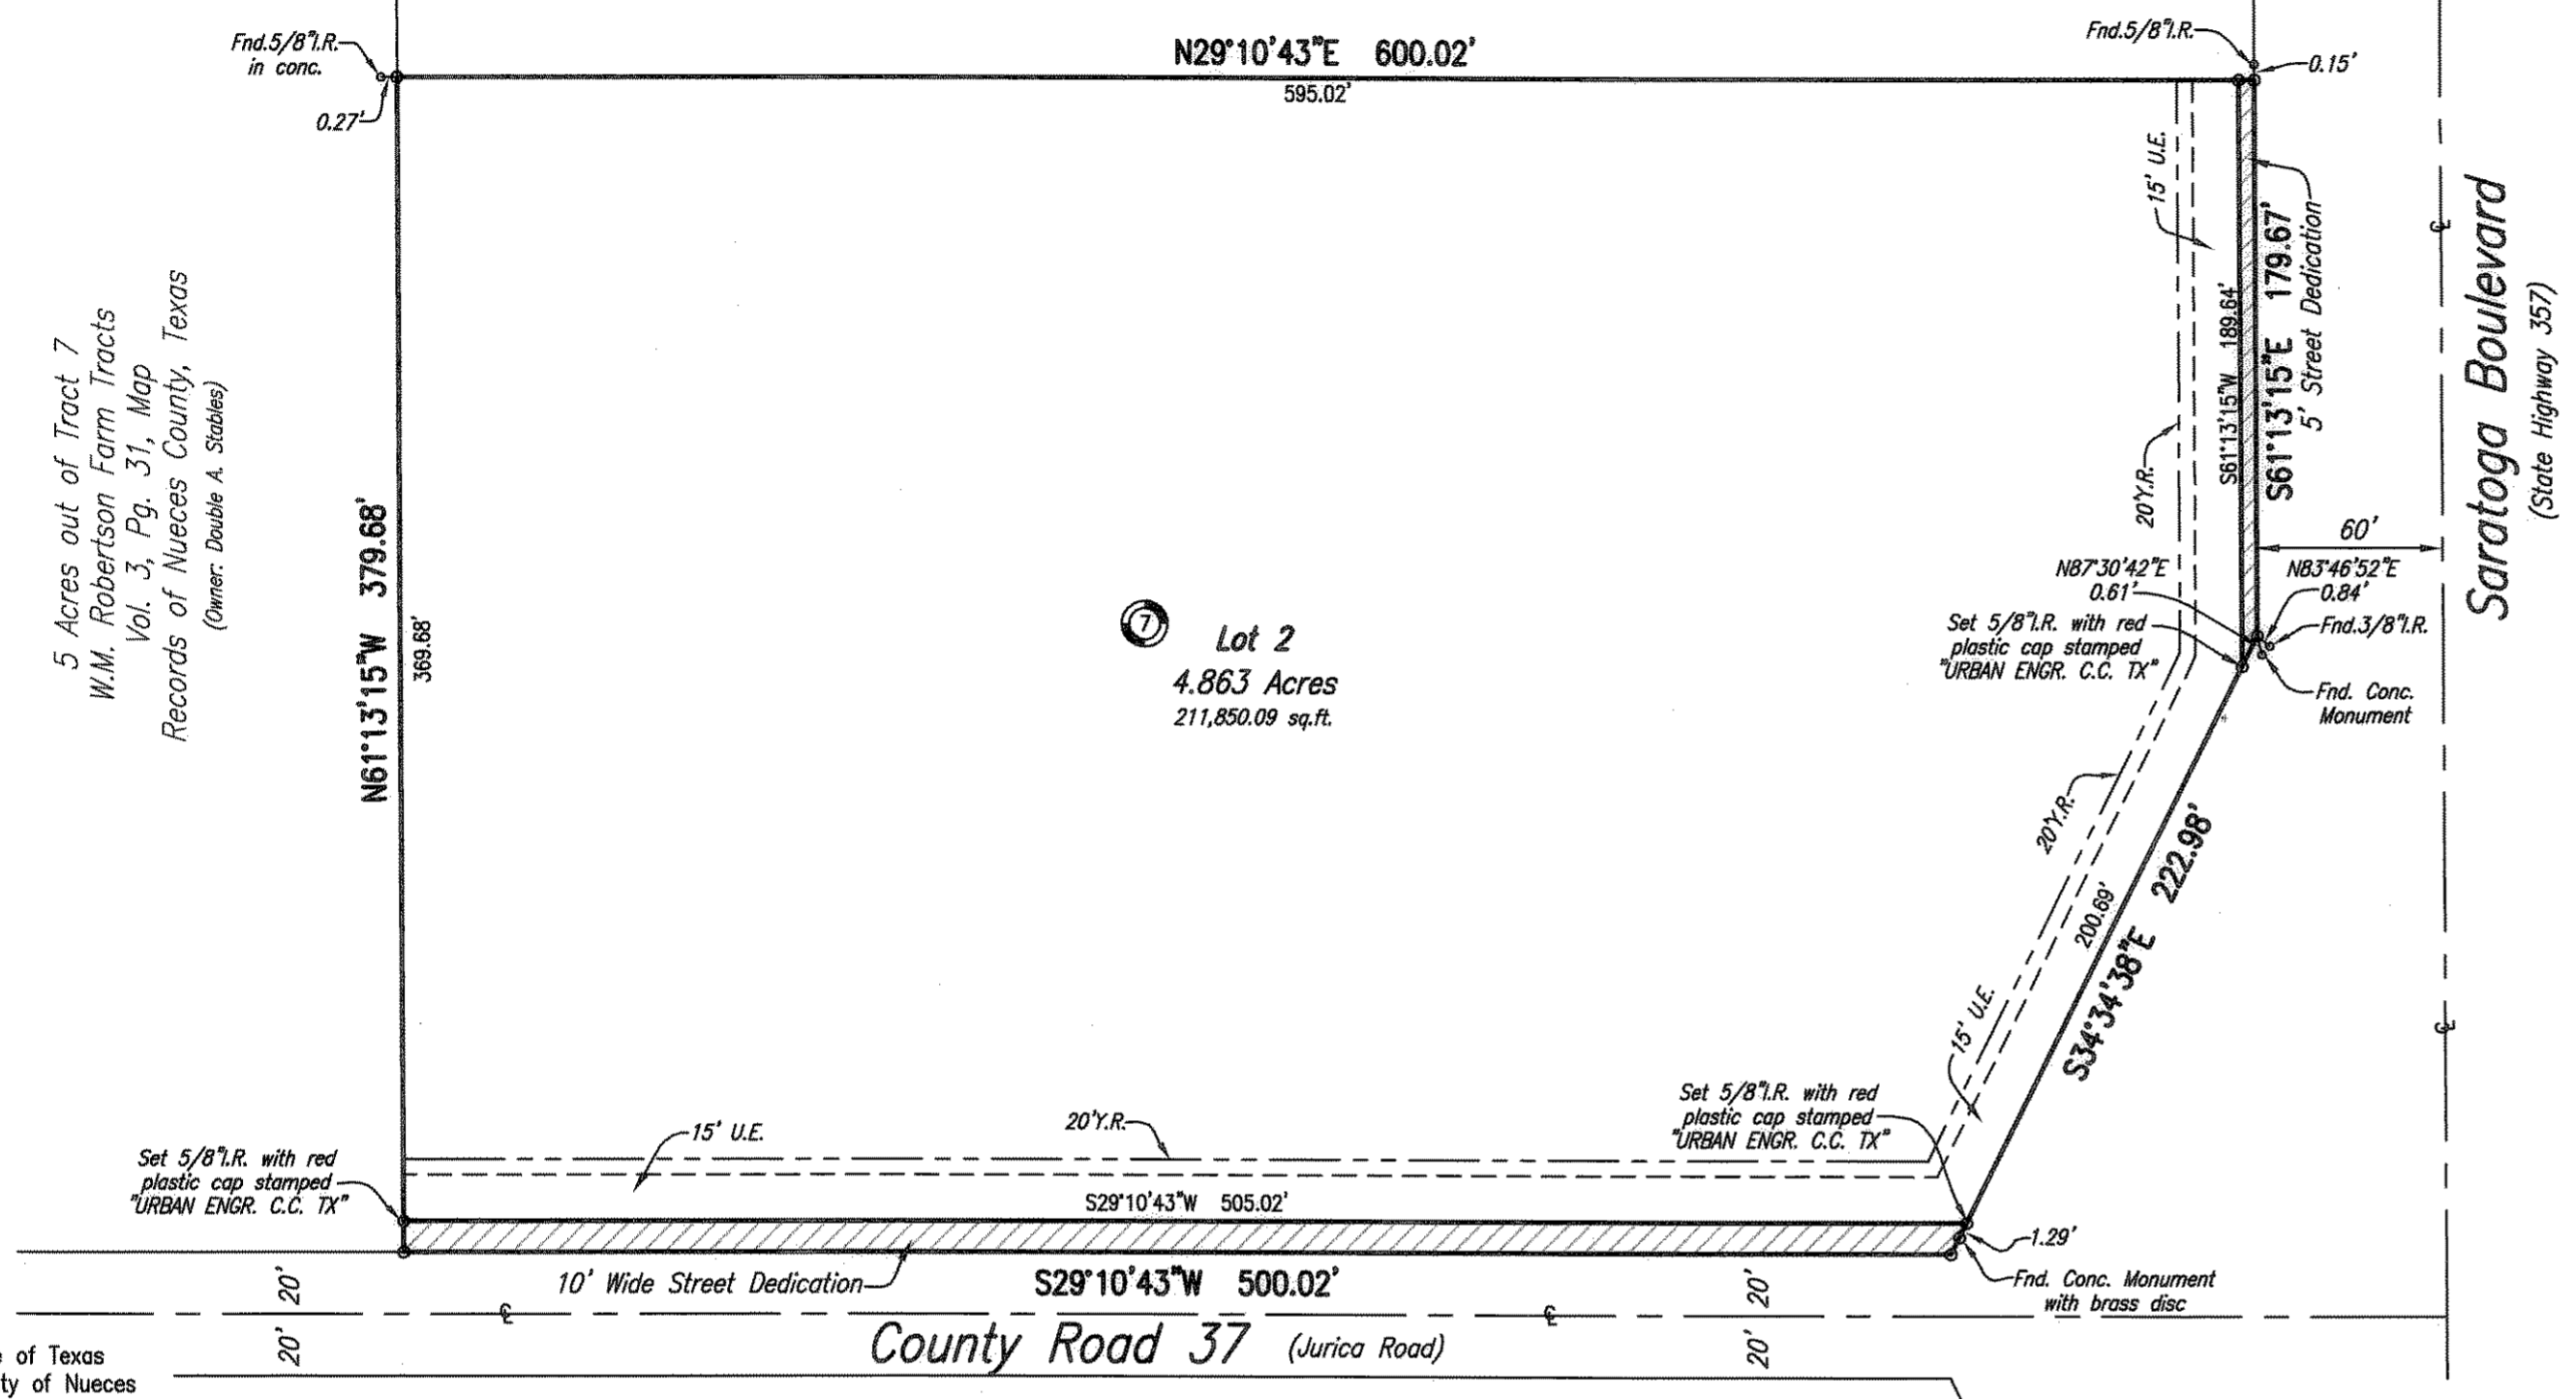 Fnd.5/8"I.R.
in conc.
0.27'
N29°10'43"E 600.02'
595.02'
Fnd.5/8"I.R.
0.15'
15' U.E.
20'Y.R.
S61°13'15"W 189.64'
S61°13'15"E 179.67'
5' Street Dedication
Saratoga Boulevard
(State Highway 357)
60'
5 Acres out of Tract 7
W.M. Robertson Farm Tracts
Vol. 3, Pg. 31, Map
Records of Nueces County, Texas
(Owner: Double A. Stables)
N61°13'15"W 379.68'
369.68'
7
Lot 2
4.863 Acres
211,850.09 sq.ft.
N87°30'42"E
0.61'
N83°46'52"E
0.84'
Set 5/8"I.R. with red
plastic cap stamped
"URBAN ENGR. C.C. TX"
Fnd.3/8"I.R.
Fnd. Conc.
Monument
20'Y.R.
200.69'
S34°34'38"E 222.98'
15' U.E.
Set 5/8"I.R. with red
plastic cap stamped
"URBAN ENGR. C.C. TX"
15' U.E.
20'Y.R.
Set 5/8"I.R. with red
plastic cap stamped
"URBAN ENGR. C.C. TX"
S29°10'43"W 505.02'
1.29'
10' Wide Street Dedication
S29°10'43"W 500.02'
Fnd. Conc. Monument
with brass disc
20'
20'
20'
20'
County Road 37 (Jurica Road)
e of Texas
ty of Nueces